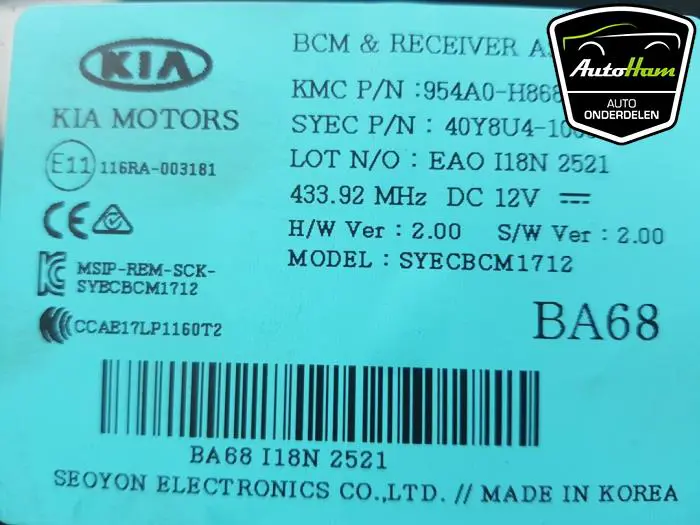 KIA
KIA MOTORS
BCM & RECEIVER
KMC P/N :954A0-H868
SYEC P/N : 40Y8U4-10
LOT N/O : EAO I18N 2521
433.92 MHz DC 12V
H/W Ver : 2.00 S/W Ver : 2.00
MODEL : SYECBCM1712
E11 116RA-003181
CE
MSIP-REM-SCK-
SYECBCM1712
CCAE17LP1160T2
BA68
BA68 I18N 2521
SEOYON ELECTRONICS CO.,LTD. // MADE IN KOREA
AutoHam
AUTO
ONDERDELEN